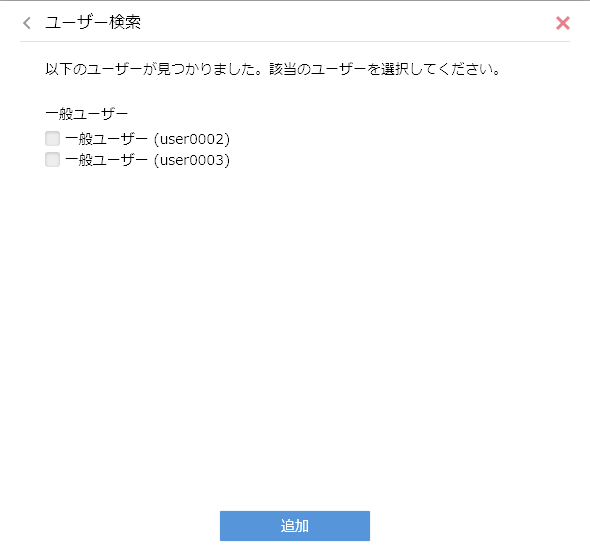 ユーザー検索
以下のユーザーが見つかりました。該当のユーザーを選択してください。
一般ユーザー
一般ユーザー (user0002)
一般ユーザー (user0003)
追加